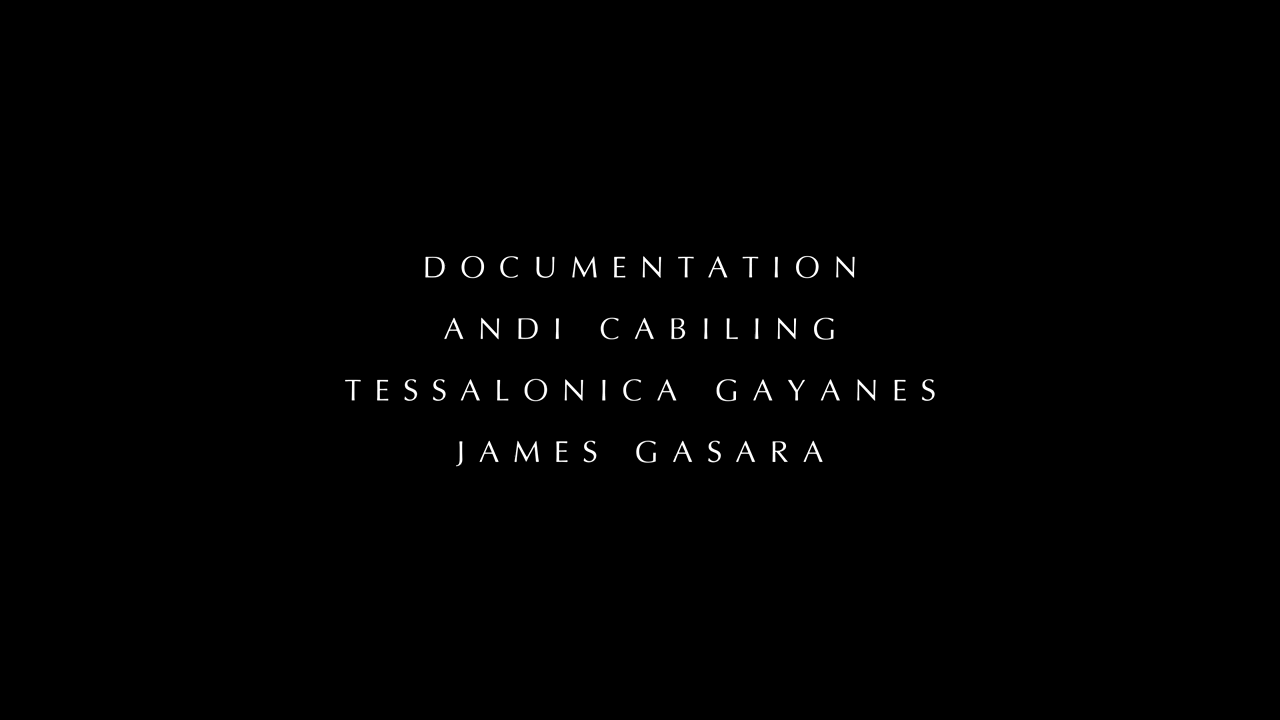 DOCUMENTATION
ANDI CABILING
TESSALONICA GAYANES
JAMES GASARA